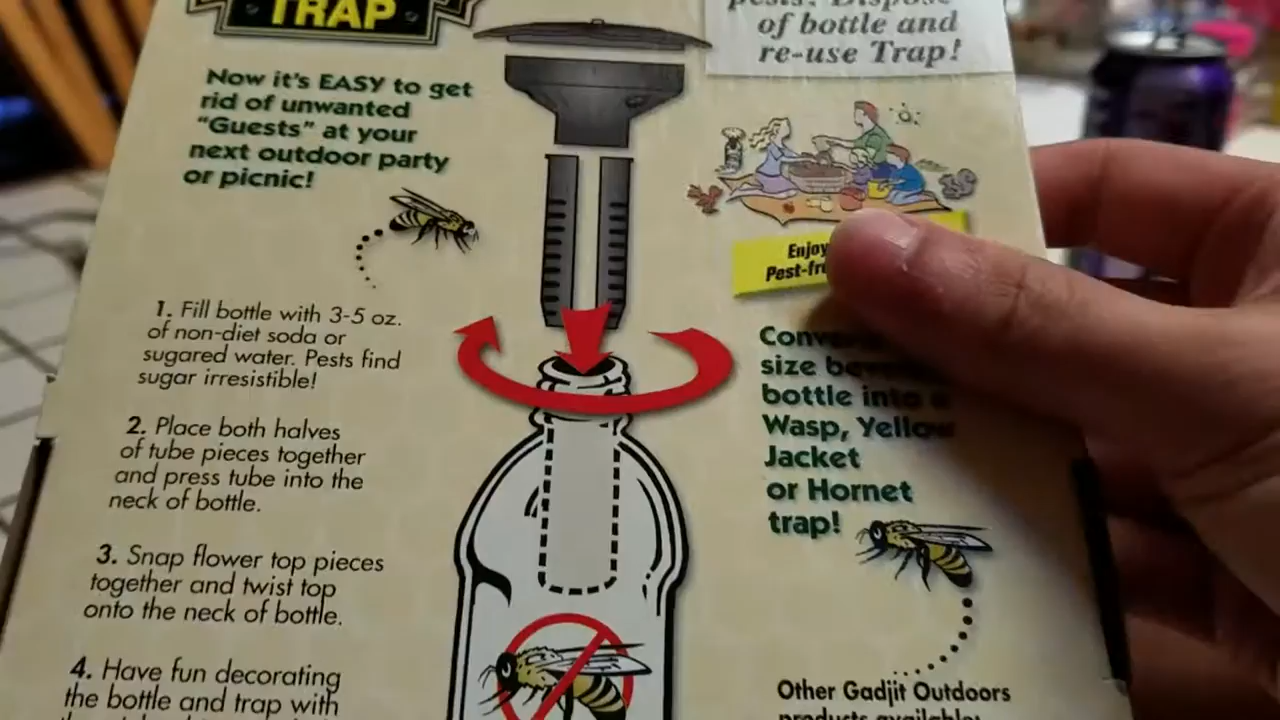 TRAP
Now it's EASY to get
rid of unwanted
"Guests" at your
next outdoor party
or picnic!
1. Fill bottle with 3-5 oz.
of non-diet soda or
sugared water. Pests find
sugar irresistible!
2. Place both halves
of tube pieces together
and press tube into the
neck of bottle.
3. Snap flower top pieces
together and twist top
onto the neck of bottle.
4. Have fun decorating
the bottle and trap with
pests! Dispose
of bottle and
re-use Trap!
Enjoy
size
bottle into a
Wasp, Yellow
Jacket
or Hornet
trap!
Other Gadjit Outdoors
products available: